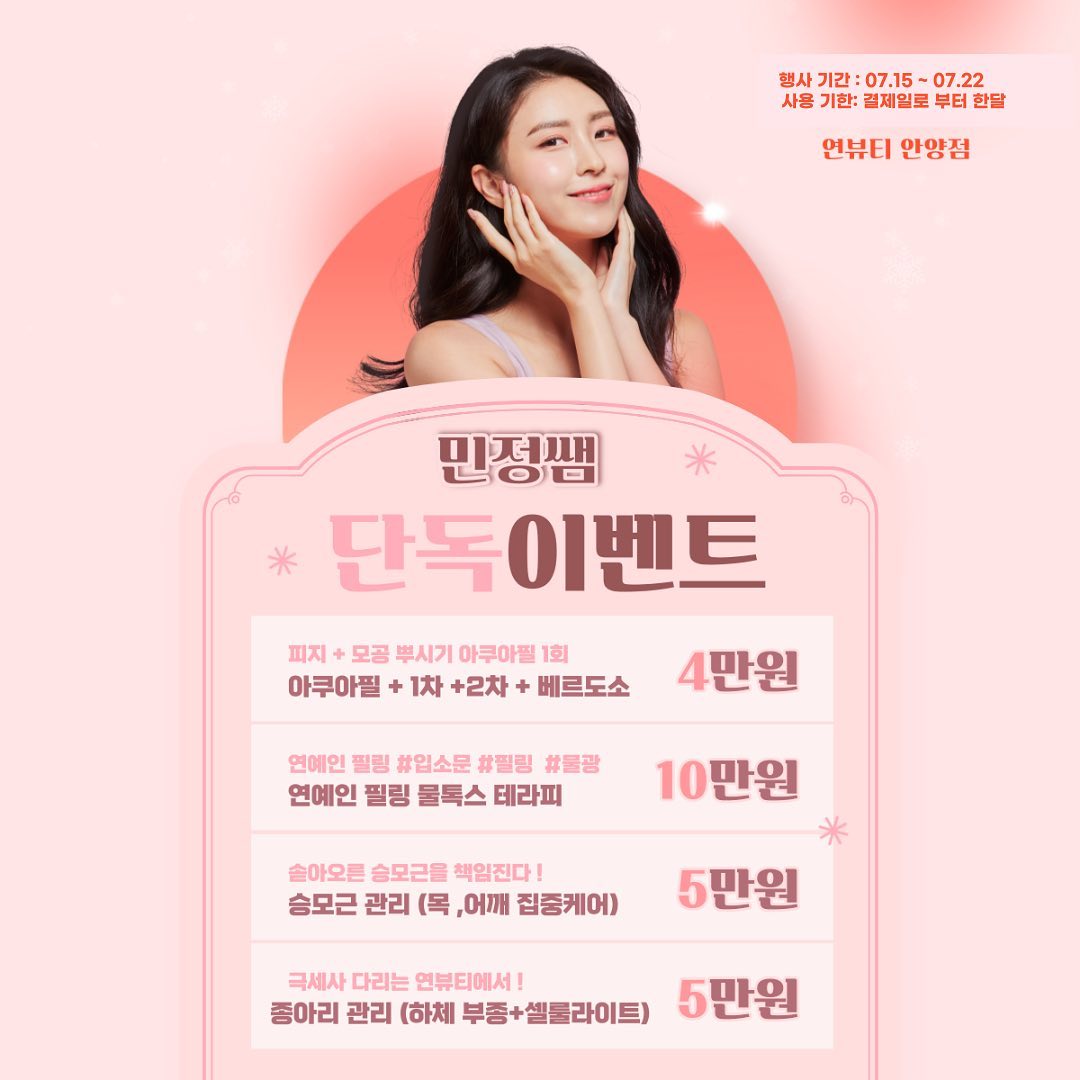 행사 기간 : 07.15 ~ 07.22
사용 기한: 결제일로 부터 한달
연뷰티 안양점
민정쌤
단독이벤트
피지 + 모공 뿌시기 아쿠아필 1회
아쿠아필 + 1차 +2차 + 베르도소
4만원
연예인 필링 #입소문 #필링 #물광
연예인 필링 물톡스 테라피
10만원
솓아오른 승모근을 책임진다 !
승모근 관리 (목 ,어깨 집중케어)
5만원
극세사 다리는 연뷰티에서 !
종아리 관리 (하체 부종+셀룰라이트)
5만원